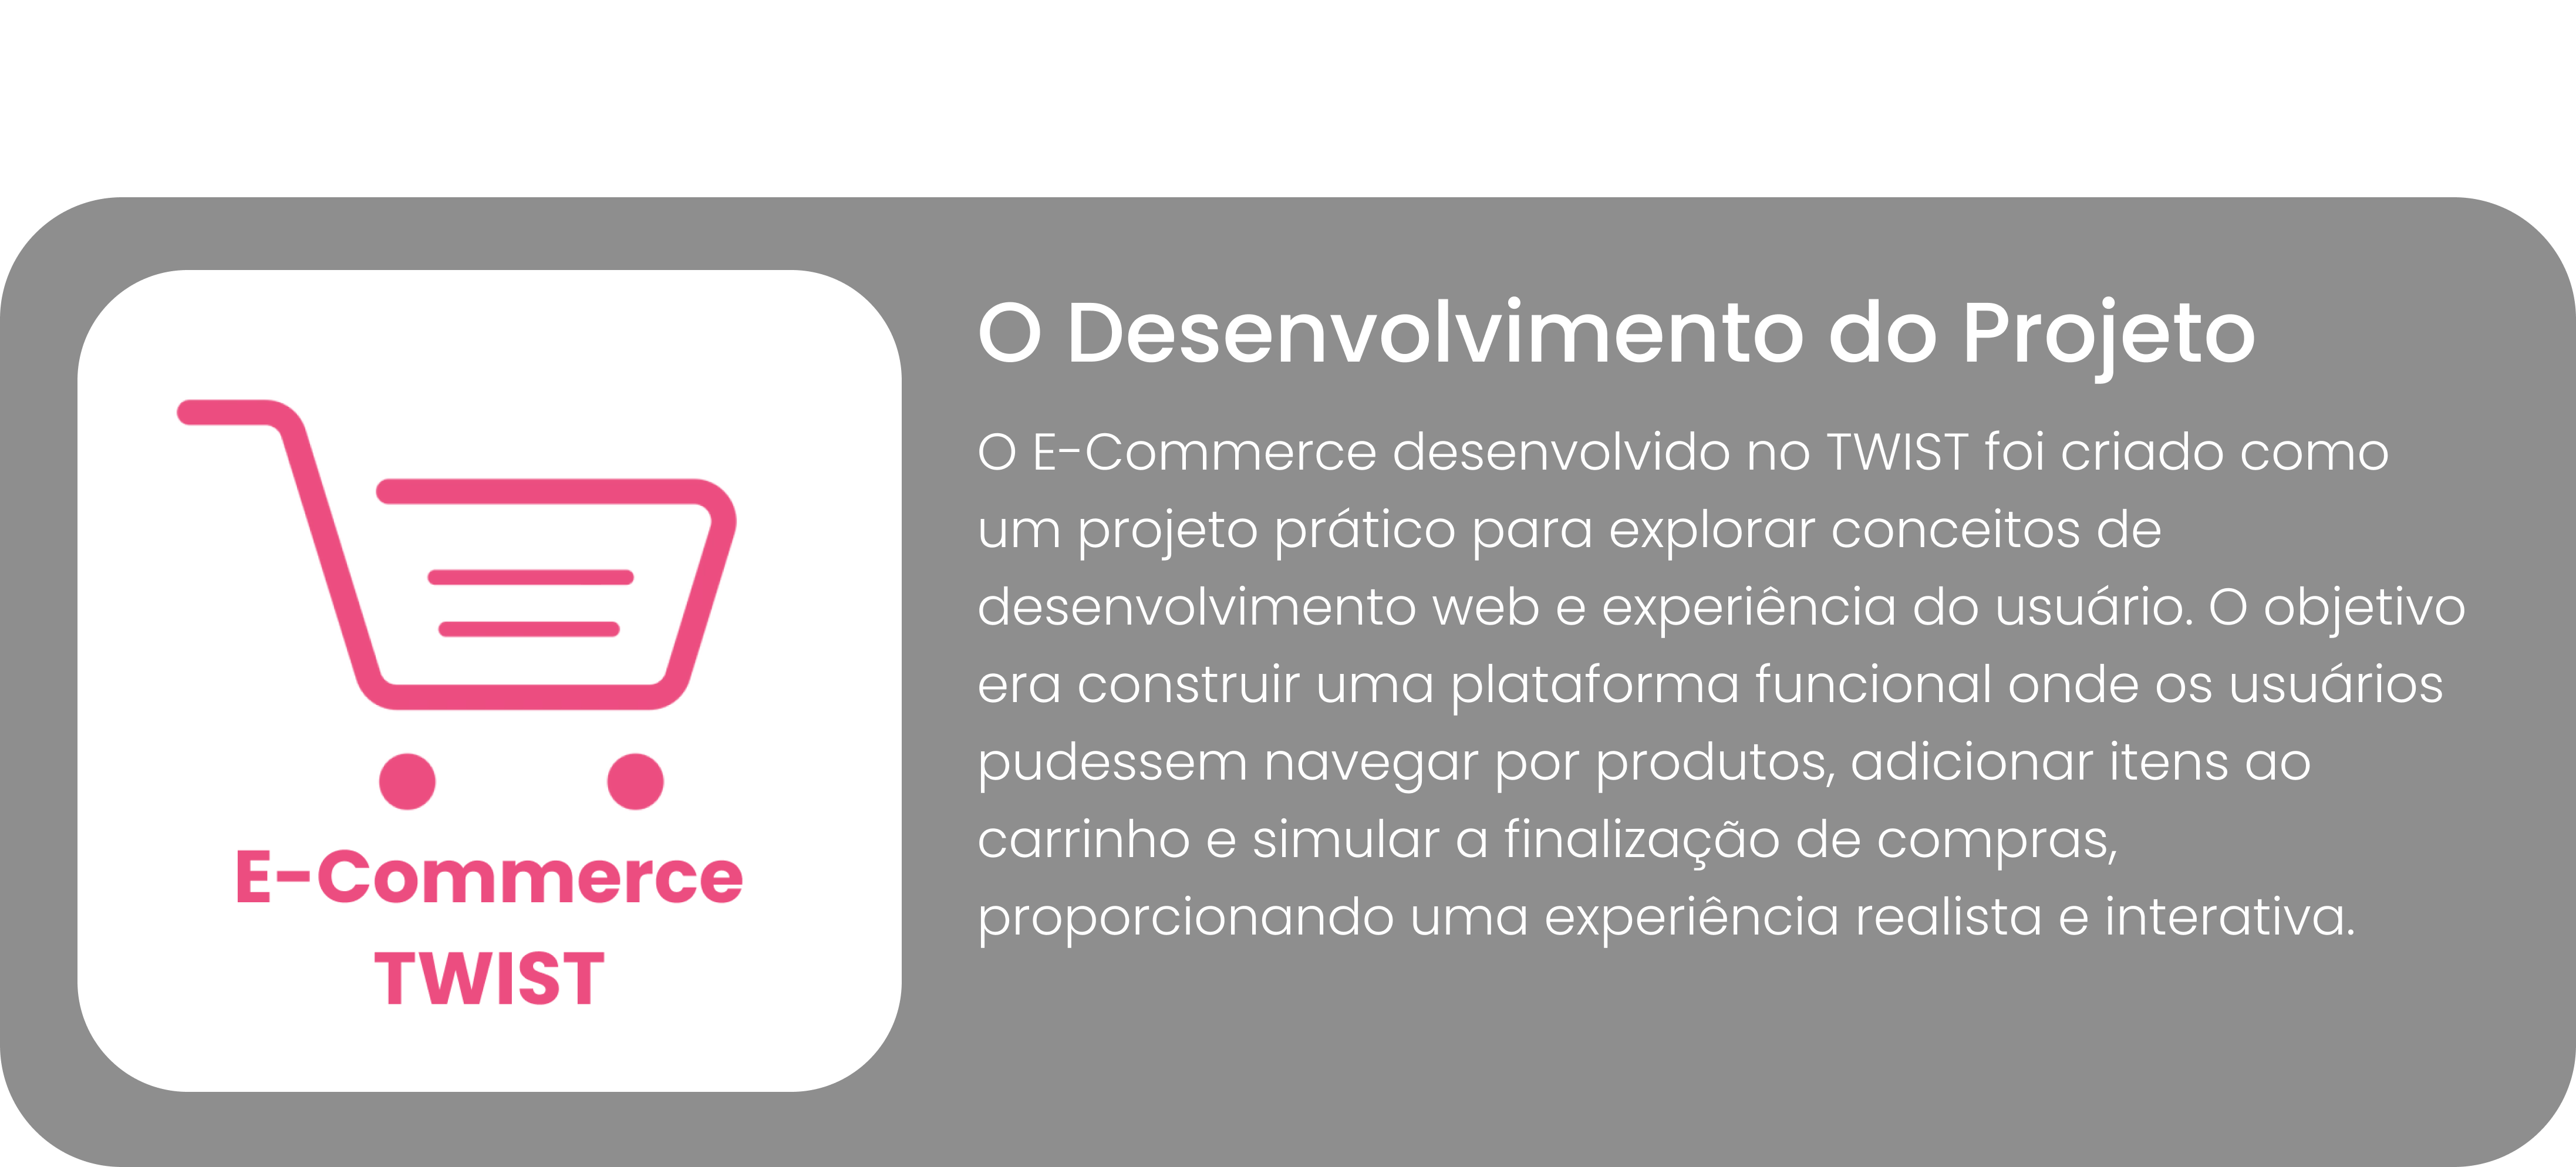 E-Commerce
TWIST
O Desenvolvimento do Projeto
O E-Commerce desenvolvido no TWIST foi criado como
um projeto prático para explorar conceitos de
desenvolvimento web e experiência do usuário. O objetivo
era construir uma plataforma funcional onde os usuários
pudessem navegar por produtos, adicionar itens ao
carrinho e simular a finalização de compras,
proporcionando uma experiência realista e interativa.